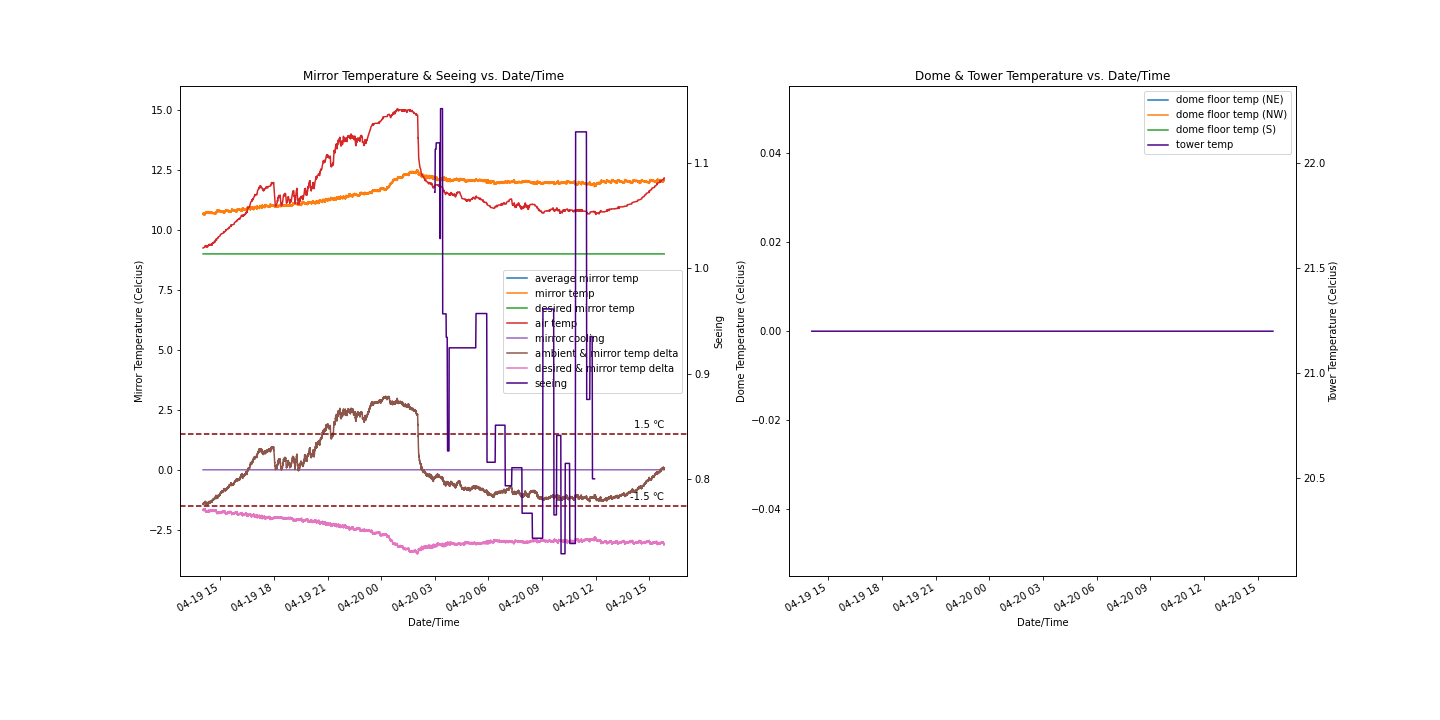 Mirror Temperature & Seeing vs. Date/Time
15.0
12.5
10.0
7.5
5.0
2.5
0.0
−2.5
Mirror Temperature (Celcius)
average mirror temp
mirror temp
desired mirror temp
air temp
mirror cooling
ambient & mirror temp delta
desired & mirror temp delta
seeing
1.5 °C
-1.5 °C
1.1
1.0
0.9
0.8
Seeing
04-19 15
04-19 18
04-19 21
04-20 00
04-20 03
04-20 06
04-20 09
04-20 12
04-20 15
Date/Time
Dome & Tower Temperature vs. Date/Time
0.04
0.02
0.00
−0.02
−0.04
Dome Temperature (Celcius)
dome floor temp (NE)
dome floor temp (NW)
dome floor temp (S)
tower temp
22.0
21.5
21.0
20.5
Tower Temperature (Celcius)
04-19 15
04-19 18
04-19 21
04-20 00
04-20 03
04-20 06
04-20 09
04-20 12
04-20 15
Date/Time